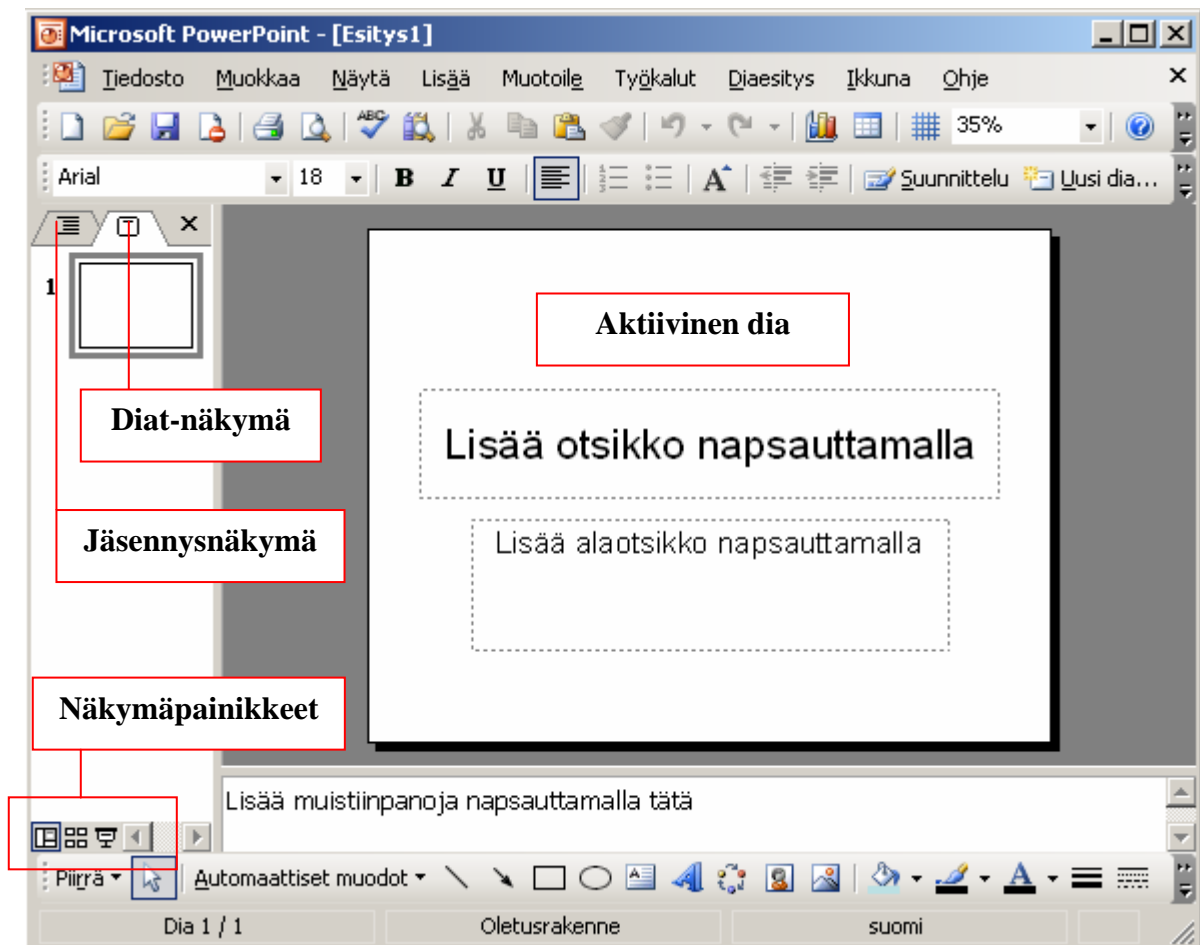 Microsoft PowerPoint - [Esitys1]
Tiedosto Muokkaa Näytä Lisää Muotoile Työkalut Diaesitys Ikkuna Ohje
ABC 35%
Arial 18 B I U A Suunnittelu Uusi dia...
1
Aktiivinen dia
Diat-näkymä
Lisää otsikko napsauttamalla
Jäsennysnäkymä
Lisää alaotsikko napsauttamalla
Näkymäpainikkeet
Lisää muistiinpanoja napsauttamalla tätä
Piirrä Automaattiset muodot
Dia 1 / 1 Oletusrakenne suomi